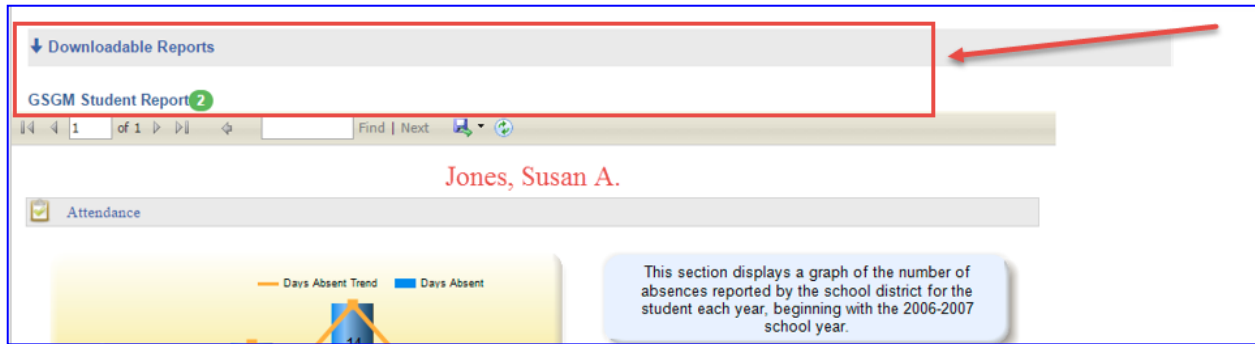 Downloadable Reports
GSGM Student Report 2
1 of 1 Find | Next
Jones, Susan A.
Attendance
Days Absent Trend Days Absent
14
This section displays a graph of the number of
absences reported by the school district for the
student each year, beginning with the 2006-2007
school year.